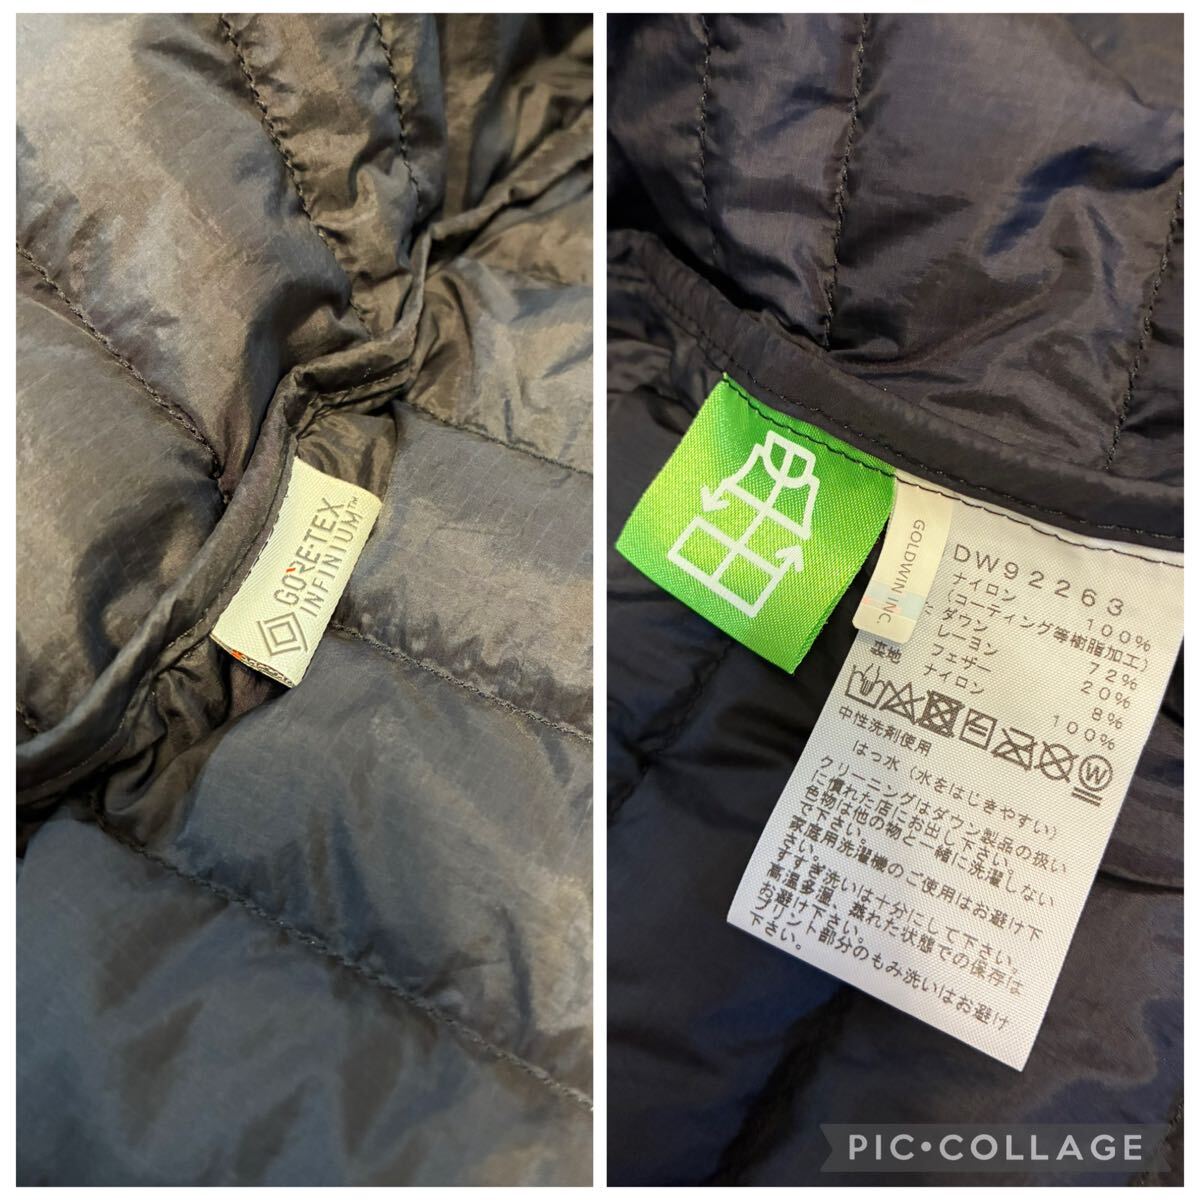 GORE-TEX
INFINIUM™
GOLDWIN INC.
DW92263
ナイロン 100%
(コーティング等樹脂加工)
ダウン 72%
レーヨン 20%
フェザー 8%
裏地 ナイロン 100%
W
中性洗剤使用
はっ水(水をはじきやすい)
クリーニングはダウン製品の扱い
に慣れた店にお出し下さい。
色物は他の物と一緒に洗濯しない
で下さい。
家庭用洗濯機のご使用はお避け下
さい。
すすぎ洗いは十分にして下さい。
高温多湿、蒸れた状態での保存は
お避け下さい。
プリント部分のもみ洗いはお避け
下さい。
PIC•COLLAGE